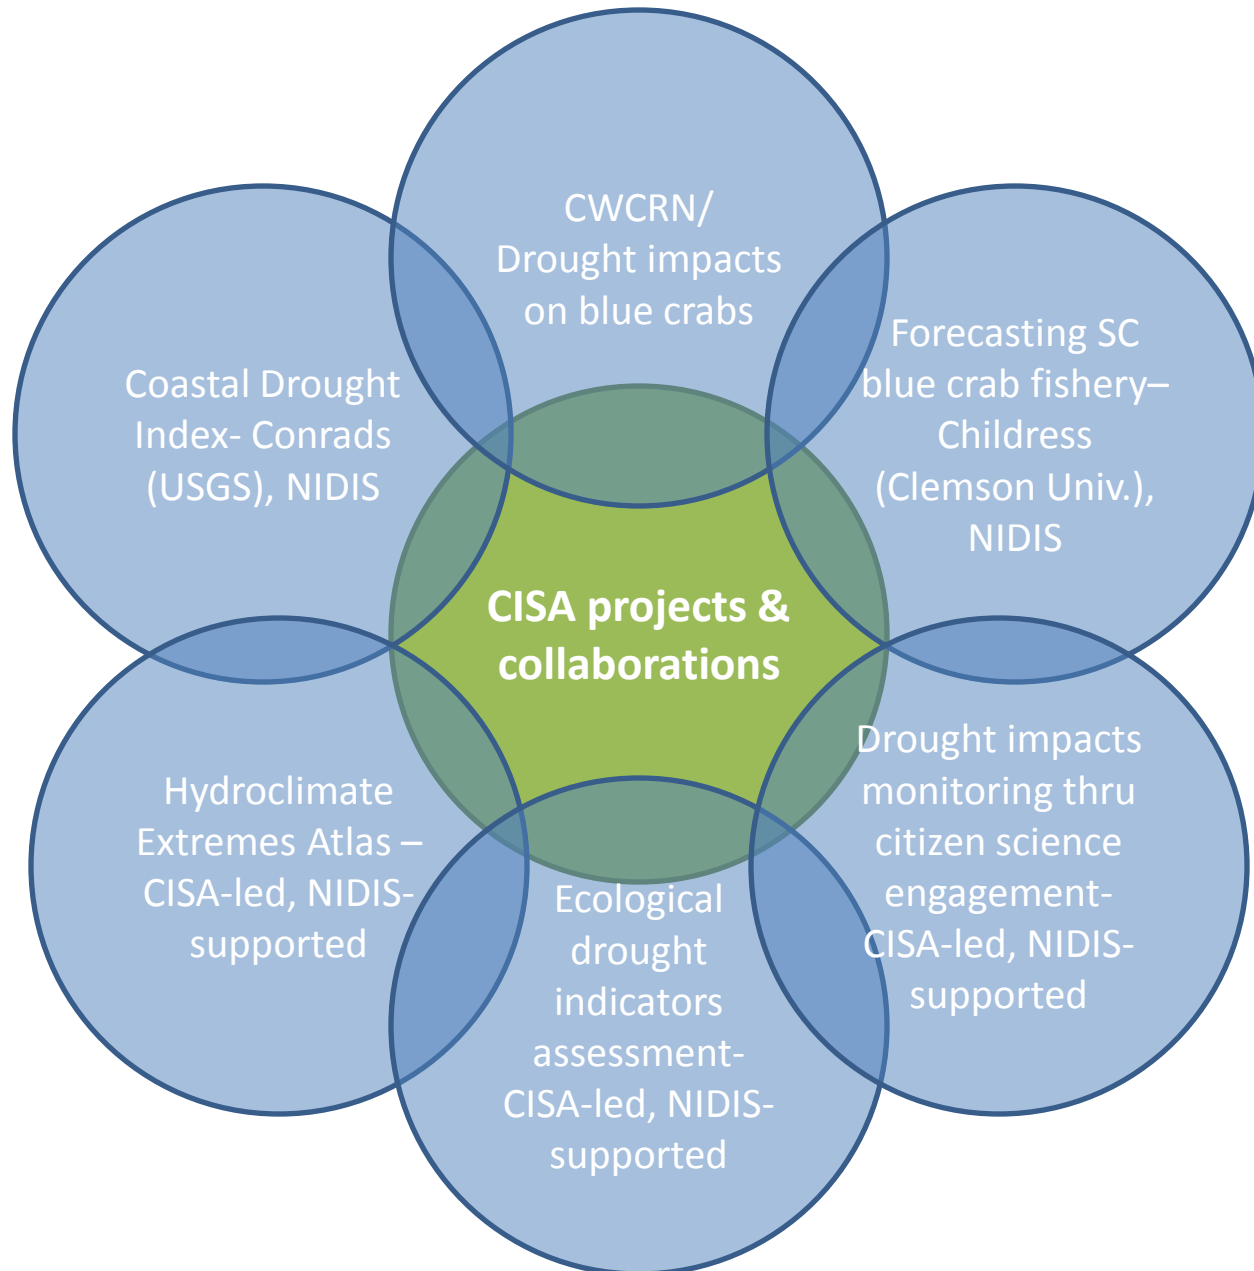 CWCRN/
Drought impacts
on blue crabs
Forecasting SC
blue crab fishery–
Childress
(Clemson Univ.),
NIDIS
Coastal Drought
Index- Conrads
(USGS), NIDIS
CISA projects &
collaborations
Drought impacts
monitoring thru
citizen science
engagement-
CISA-led, NIDIS-
supported
Hydroclimate
Extremes Atlas –
CISA-led, NIDIS-
supported
Ecological
drought
indicators
assessment-
CISA-led, NIDIS-
supported